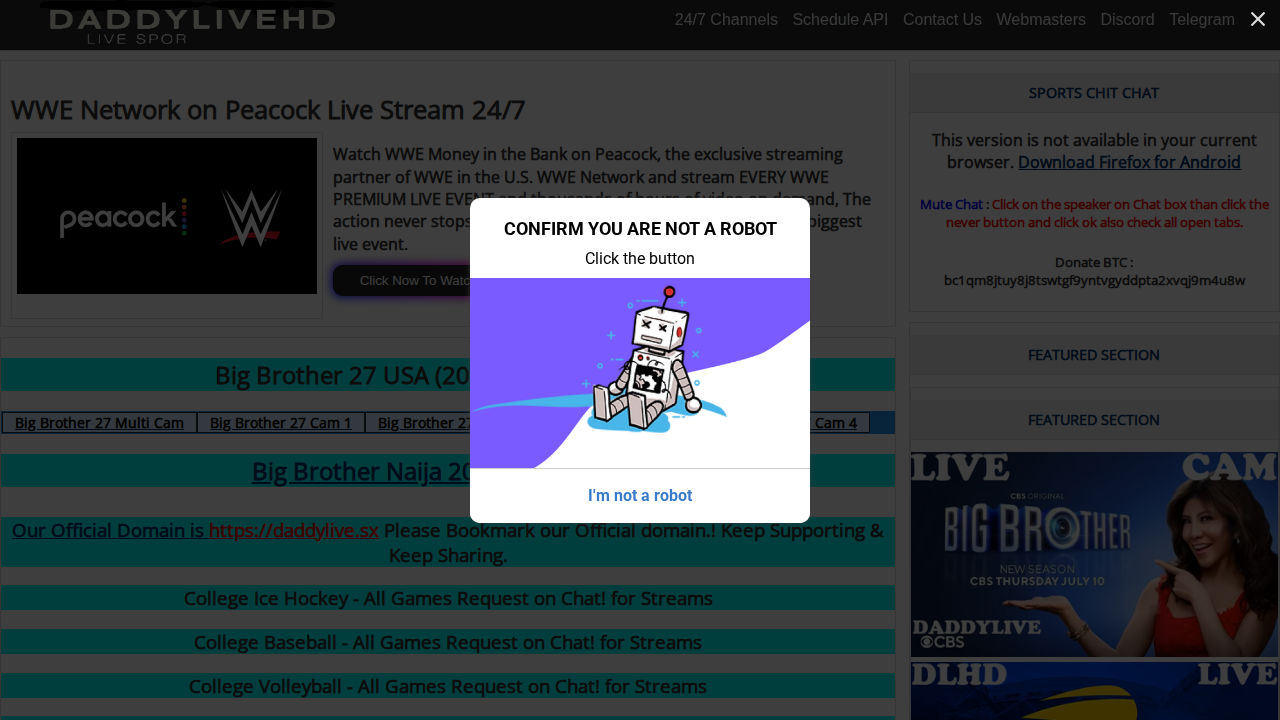 DADDYLIVEHD
LIVE SPOR
24/7 Channels Schedule API Contact Us Webmasters Discord Telegram
WWE Network on Peacock Live Stream 24/7
peacock
Watch WWE Money in the Bank on Peacock, the exclusive streaming
partner of WWE in the U.S. WWE Network and stream EVERY WWE
PREMIUM LIVE EVENT and thousands of hours of video on demand, The
action never stops
biggest
live event.
Click Now To Watc
CONFIRM YOU ARE NOT A ROBOT
Click the button
I'm not a robot
Big Brother 27 USA (20
Big Brother 27 Multi Cam Big Brother 27 Cam 1 Big Brother 27 Cam 4
Big Brother Naija 20
Our Official Domain is https://daddylive.sx Please Bookmark our Official domain.! Keep Supporting &
Keep Sharing.
College Ice Hockey - All Games Request on Chat! for Streams
College Baseball - All Games Request on Chat! for Streams
College Volleyball - All Games Request on Chat! for Streams
SPORTS CHIT CHAT
This version is not available in your current
browser. Download Firefox for Android
Mute Chat : Click on the speaker on Chat box than click the
never button and click ok also check all open tabs.
Donate BTC :
bc1qm8jtuy8j8tswtgf9yntvgyddpta2xvqj9m4u8w
FEATURED SECTION
FEATURED SECTION
LIVE CAM
CBS ORIGINAL
BIG BROTHER
NEW SEASON
CBS THURSDAY JULY 10
DADDYLIVE
CBS
DLHD LIVE